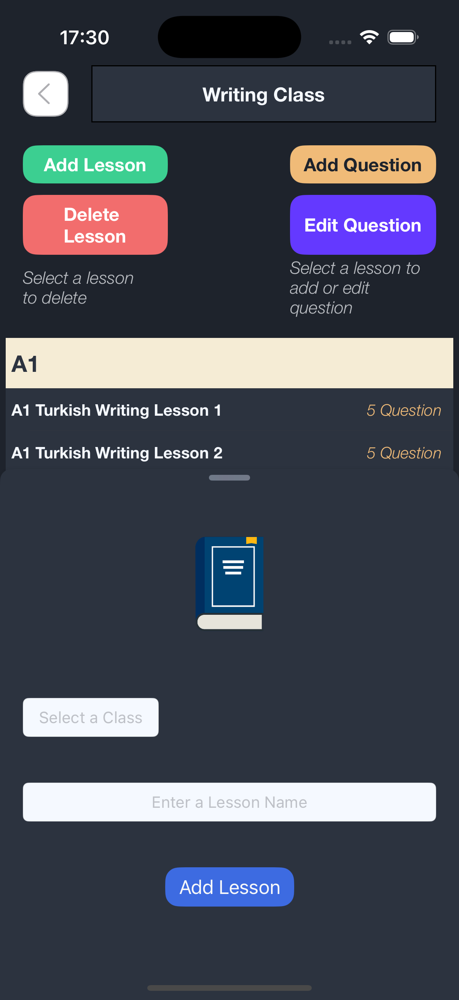 17:30
Writing Class
Add Lesson
Add Question
Delete
Lesson
Edit Question
Select a lesson
to delete
Select a lesson to
add or edit
question
A1
A1 Turkish Writing Lesson 1
5 Question
A1 Turkish Writing Lesson 2
5 Question
Select a Class
Enter a Lesson Name
Add Lesson